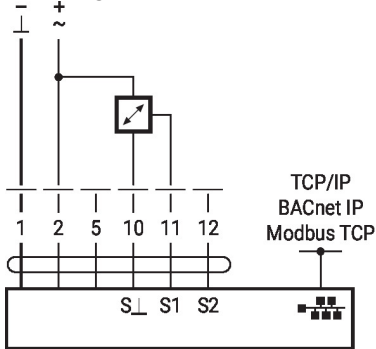 − +
⊥ ~
TCP/IP
BACnet IP
Modbus TCP
1 2 5 10 11 12
S⊥ S1 S2